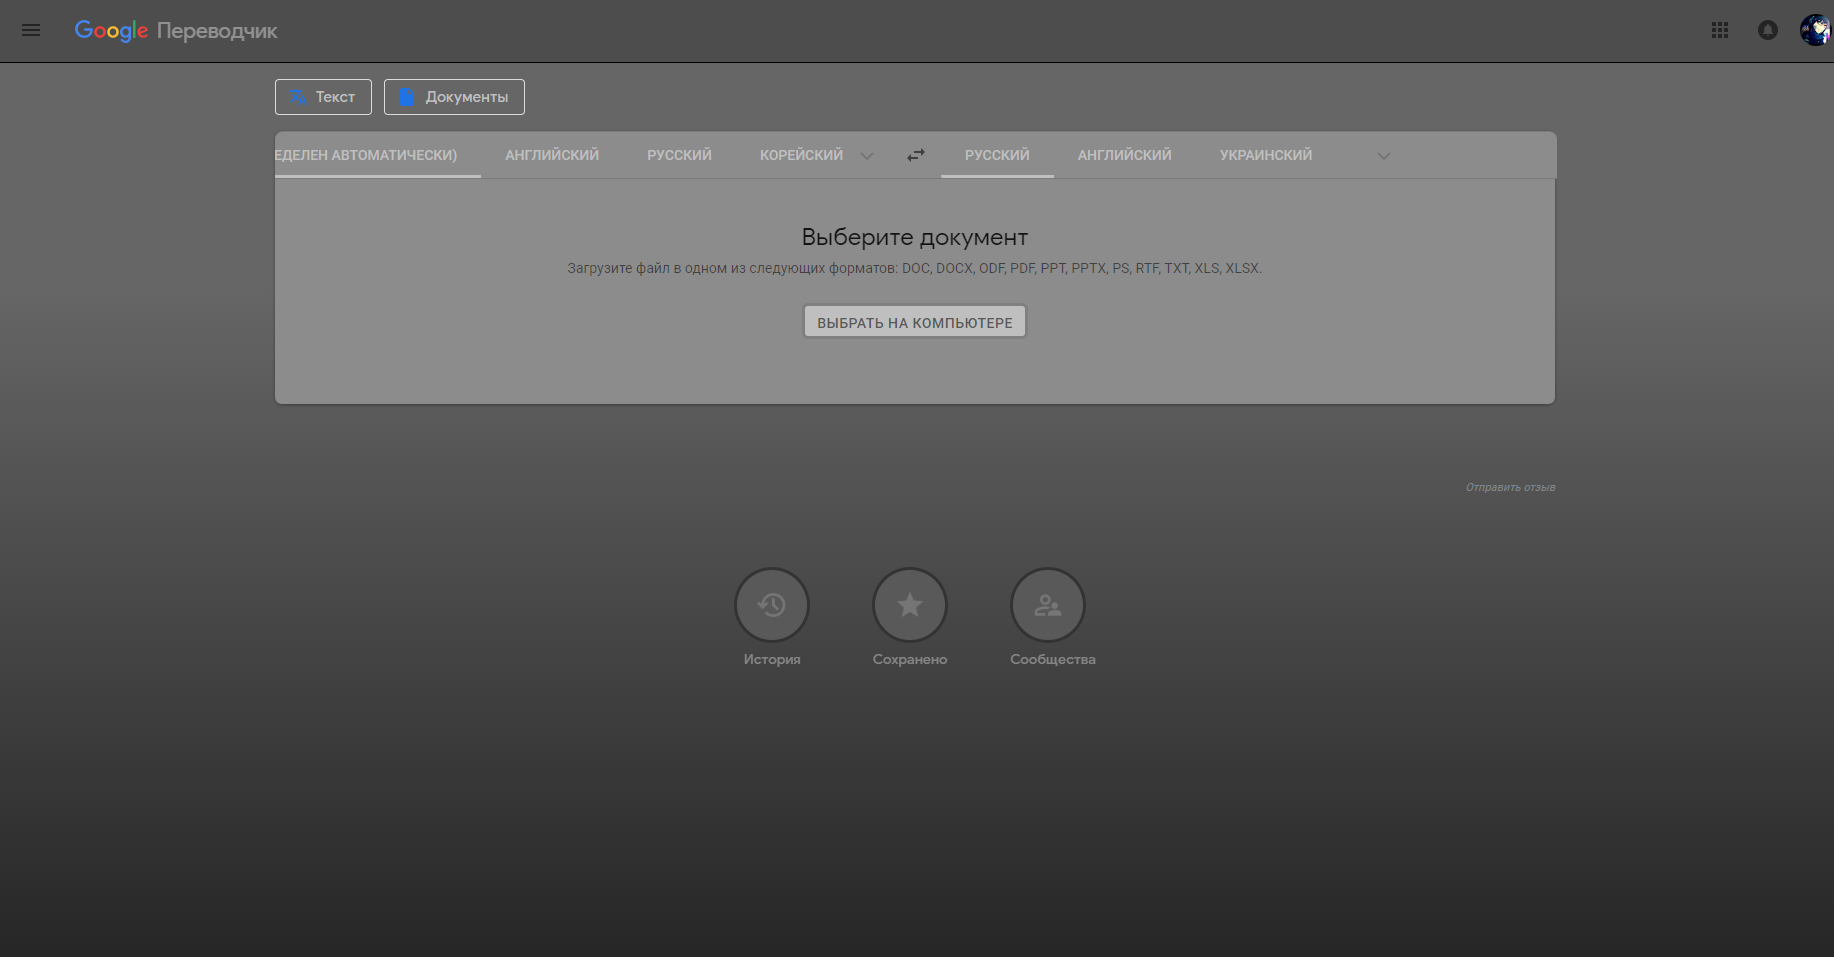 Google Переводчик
Текст Документы
ЕДЕЛЕН АВТОМАТИЧЕСКИ) АНГЛИЙСКИЙ РУССКИЙ КОРЕЙСКИЙ РУССКИЙ АНГЛИЙСКИЙ УКРАИНСКИЙ
Выберите документ
Загрузите файл в одном из следующих форматов: DOC, DOCX, ODF, PDF, PPT, PPTX, PS, RTF, TXT, XLS, XLSX.
ВЫБРАТЬ НА КОМПЬЮТЕРЕ
Отправить отзыв
История Сохранено Сообщества